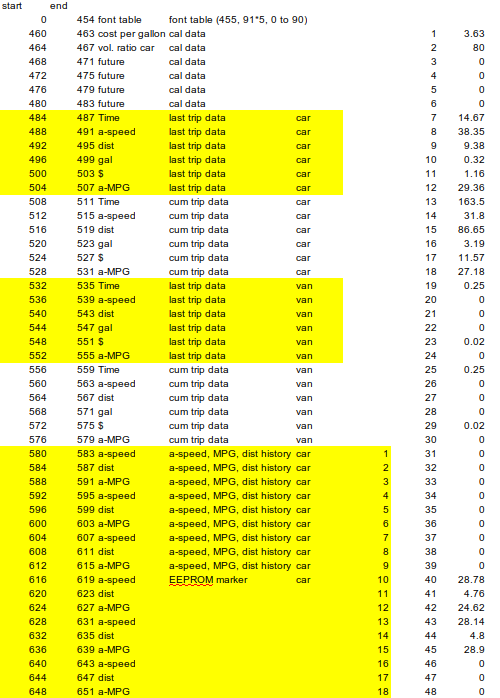 start end
0 454 font table font table (455, 91*5, 0 to 90)
460 463 cost per gallon cal data 1 3.63
464 467 vol. ratio car cal data 2 80
468 471 future cal data 3 0
472 475 future cal data 4 0
476 479 future cal data 5 0
480 483 future cal data 6 0
484 487 Time last trip data car 7 14.67
488 491 a-speed last trip data car 8 38.35
492 495 dist last trip data car 9 9.38
496 499 gal last trip data car 10 0.32
500 503 $ last trip data car 11 1.16
504 507 a-MPG last trip data car 12 29.36
508 511 Time cum trip data car 13 163.5
512 515 a-speed cum trip data car 14 31.8
516 519 dist cum trip data car 15 86.65
520 523 gal cum trip data car 16 3.19
524 527 $ cum trip data car 17 11.57
528 531 a-MPG cum trip data car 18 27.18
532 535 Time last trip data van 19 0.25
536 539 a-speed last trip data van 20 0
540 543 dist last trip data van 21 0
544 547 gal last trip data van 22 0
548 551 $ last trip data van 23 0.02
552 555 a-MPG last trip data van 24 0
556 559 Time cum trip data van 25 0.25
560 563 a-speed cum trip data van 26 0
564 567 dist cum trip data van 27 0
568 571 gal cum trip data van 28 0
572 575 $ cum trip data van 29 0.02
576 579 a-MPG cum trip data van 30 0
580 583 a-speed a-speed, MPG, dist history car 1 31 0
584 587 dist a-speed, MPG, dist history car 2 32 0
588 591 a-MPG a-speed, MPG, dist history car 3 33 0
592 595 a-speed a-speed, MPG, dist history car 4 34 0
596 599 dist a-speed, MPG, dist history car 5 35 0
600 603 a-MPG a-speed, MPG, dist history car 6 36 0
604 607 a-speed a-speed, MPG, dist history car 7 37 0
608 611 dist a-speed, MPG, dist history car 8 38 0
612 615 a-MPG a-speed, MPG, dist history car 9 39 0
616 619 a-speed EEPROM marker car 10 40 28.78
620 623 dist 11 41 4.76
624 627 a-MPG 12 42 24.62
628 631 a-speed 13 43 28.14
632 635 dist 14 44 4.8
636 639 a-MPG 15 45 28.9
640 643 a-speed 16 46 0
644 647 dist 17 47 0
648 651 a-MPG 18 48 0